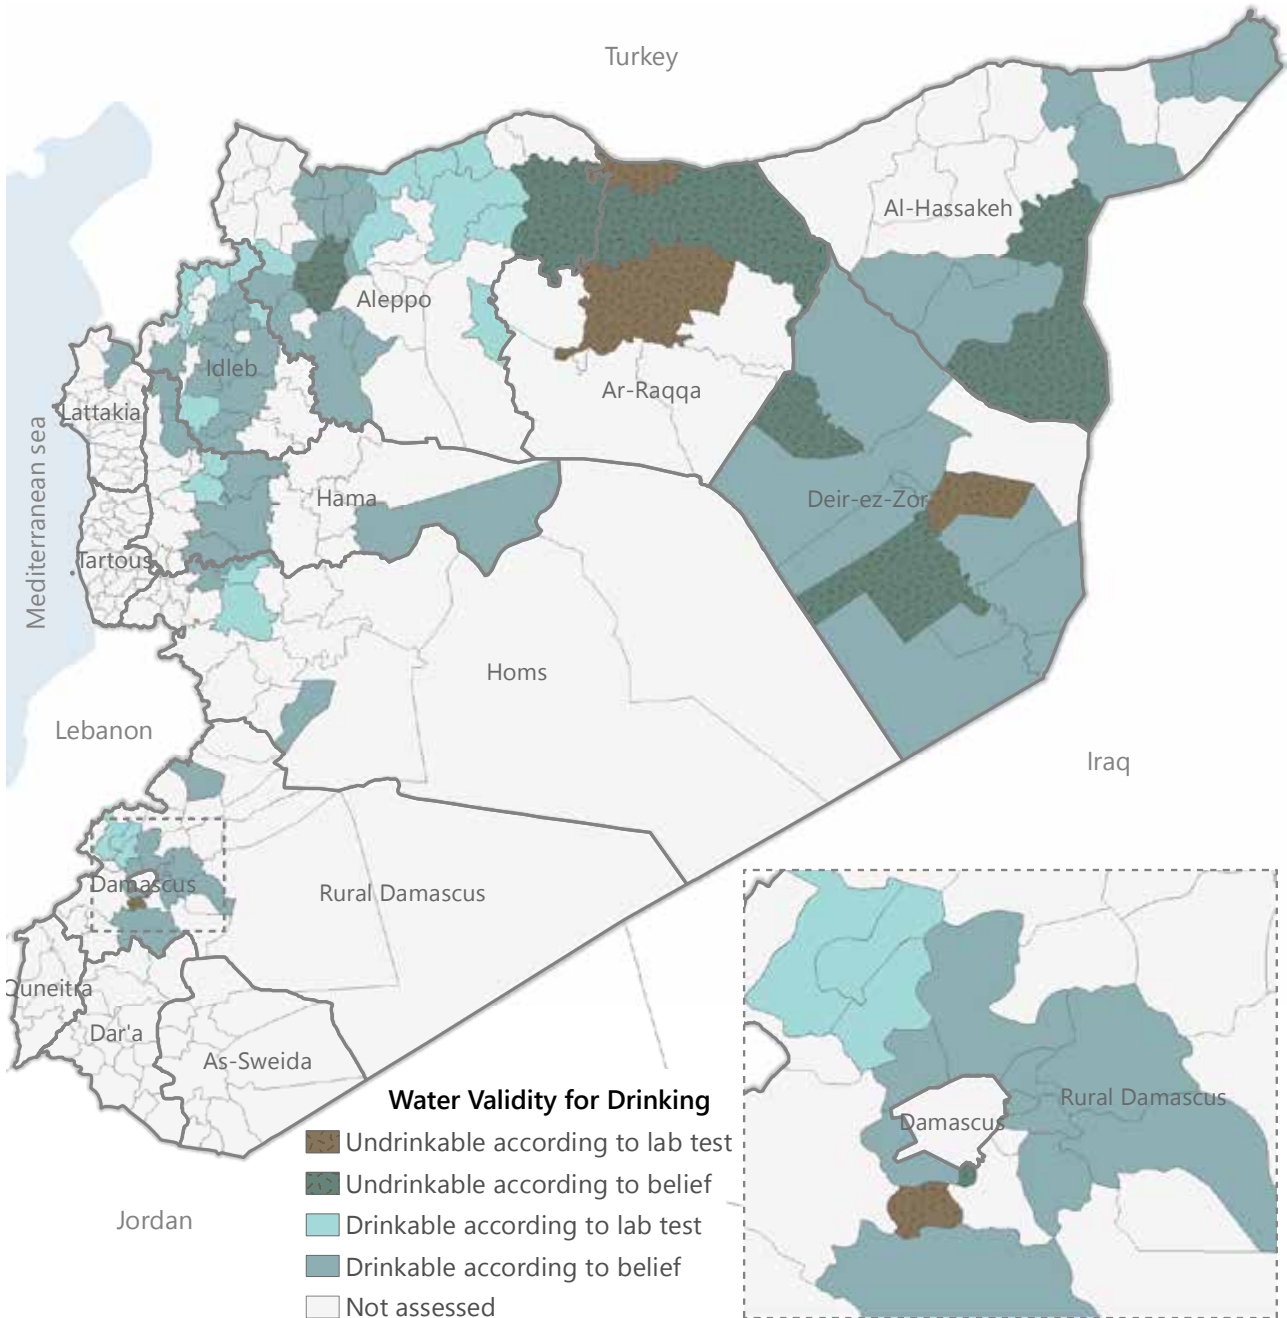 Turkey
Al-Hassakeh
Aleppo
Idleb
Ar-Raqqa
Lattakia
Mediterranean sea
Hama
Deir-ez-Zor
Tartous
Homs
Lebanon
Iraq
Damascus
Rural Damascus
Quneitra
Dar'a
As-Sweida
Jordan
Water Validity for Drinking
Undrinkable according to lab test
Undrinkable according to belief
Drinkable according to lab test
Drinkable according to belief
Not assessed
Rural Damascus
Damascus